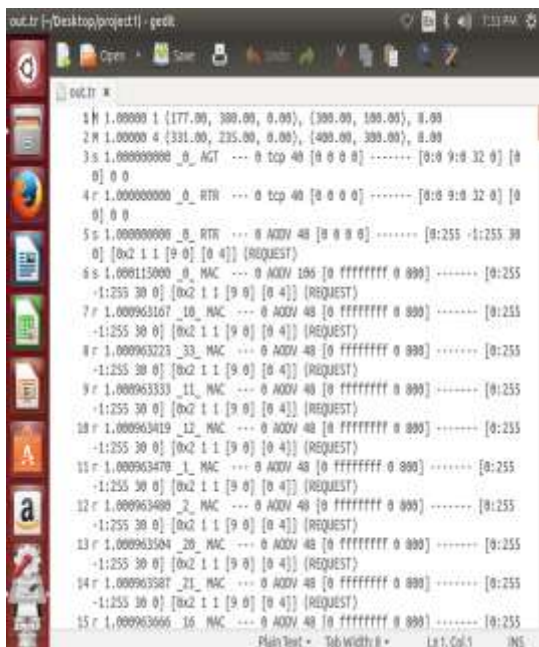 out.tr (~/Desktop/project1) - gedit
En
7:33 PM
Open
Save
Undo
out.tr ×
1 M 1.00000 1 (177.00, 380.00, 0.00), (300.00, 100.00), 8.00
2 M 1.00000 4 (331.00, 235.00, 0.00), (400.00, 300.00), 8.00
3 s 1.000000000 _0_ AGT --- 0 tcp 40 [0 0 0 0] ------- [0:0 9:0 32 0] [0
0] 0 0
4 r 1.000000000 _0_ RTR --- 0 tcp 40 [0 0 0 0] ------- [0:0 9:0 32 0] [0
0] 0 0
5 s 1.000000000 _0_ RTR --- 0 AODV 48 [0 0 0 0] ------- [0:255 -1:255 30
0] [0x2 1 1 [9 0] [0 4]] (REQUEST)
6 s 1.000115000 _0_ MAC --- 0 AODV 106 [0 ffffffff 0 800] ------- [0:255
-1:255 30 0] [0x2 1 1 [9 0] [0 4]] (REQUEST)
7 r 1.000963167 _10_ MAC --- 0 AODV 48 [0 ffffffff 0 800] ------- [0:255
-1:255 30 0] [0x2 1 1 [9 0] [0 4]] (REQUEST)
8 r 1.000963223 _33_ MAC --- 0 AODV 48 [0 ffffffff 0 800] ------- [0:255
-1:255 30 0] [0x2 1 1 [9 0] [0 4]] (REQUEST)
9 r 1.000963333 _11_ MAC --- 0 AODV 48 [0 ffffffff 0 800] ------- [0:255
-1:255 30 0] [0x2 1 1 [9 0] [0 4]] (REQUEST)
10 r 1.000963419 _12_ MAC --- 0 AODV 48 [0 ffffffff 0 800] ------- [0:255
-1:255 30 0] [0x2 1 1 [9 0] [0 4]] (REQUEST)
11 r 1.000963470 _1_ MAC --- 0 AODV 48 [0 ffffffff 0 800] ------- [0:255
-1:255 30 0] [0x2 1 1 [9 0] [0 4]] (REQUEST)
12 r 1.000963480 _2_ MAC --- 0 AODV 48 [0 ffffffff 0 800] ------- [0:255
-1:255 30 0] [0x2 1 1 [9 0] [0 4]] (REQUEST)
13 r 1.000963504 _20_ MAC --- 0 AODV 48 [0 ffffffff 0 800] ------- [0:255
-1:255 30 0] [0x2 1 1 [9 0] [0 4]] (REQUEST)
14 r 1.000963587 _21_ MAC --- 0 AODV 48 [0 ffffffff 0 800] ------- [0:255
-1:255 30 0] [0x2 1 1 [9 0] [0 4]] (REQUEST)
15 r 1.000963666 _16_ MAC --- 0 AODV 48 [0 ffffffff 0 800] ------- [0:255
Plain Text Tab Width: 8 Ln 1, Col 1 INS